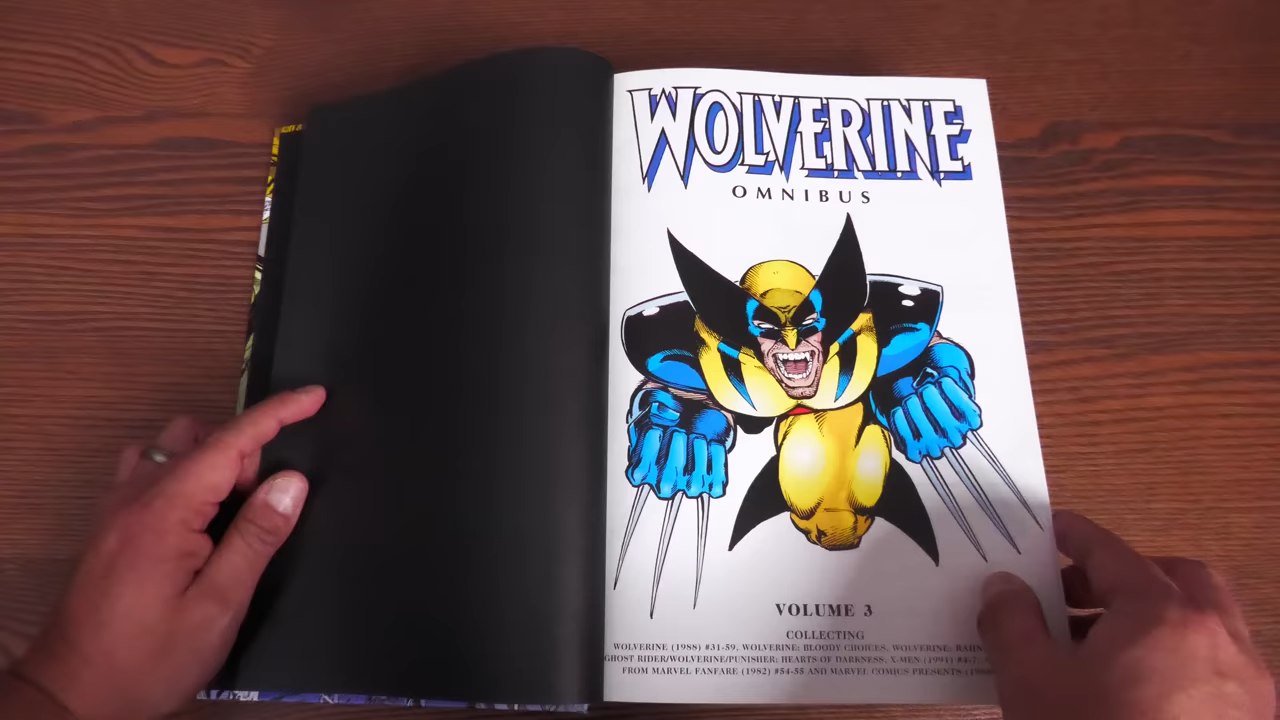 WOLVERINE
OMNIBUS
VOLUME 3
COLLECTING
WOLVERINE (1988) #31-59, WOLVERINE: BLOODY CHOICES, WOLVERINE:
GHOST RIDER/WOLVERINE/PUNISHER: HEARTS OF DARKNESS, X-MEN (1991) #4-7,
FROM MARVEL FANFARE (1982) #54-55 AND MARVEL COMICS PRESENTS